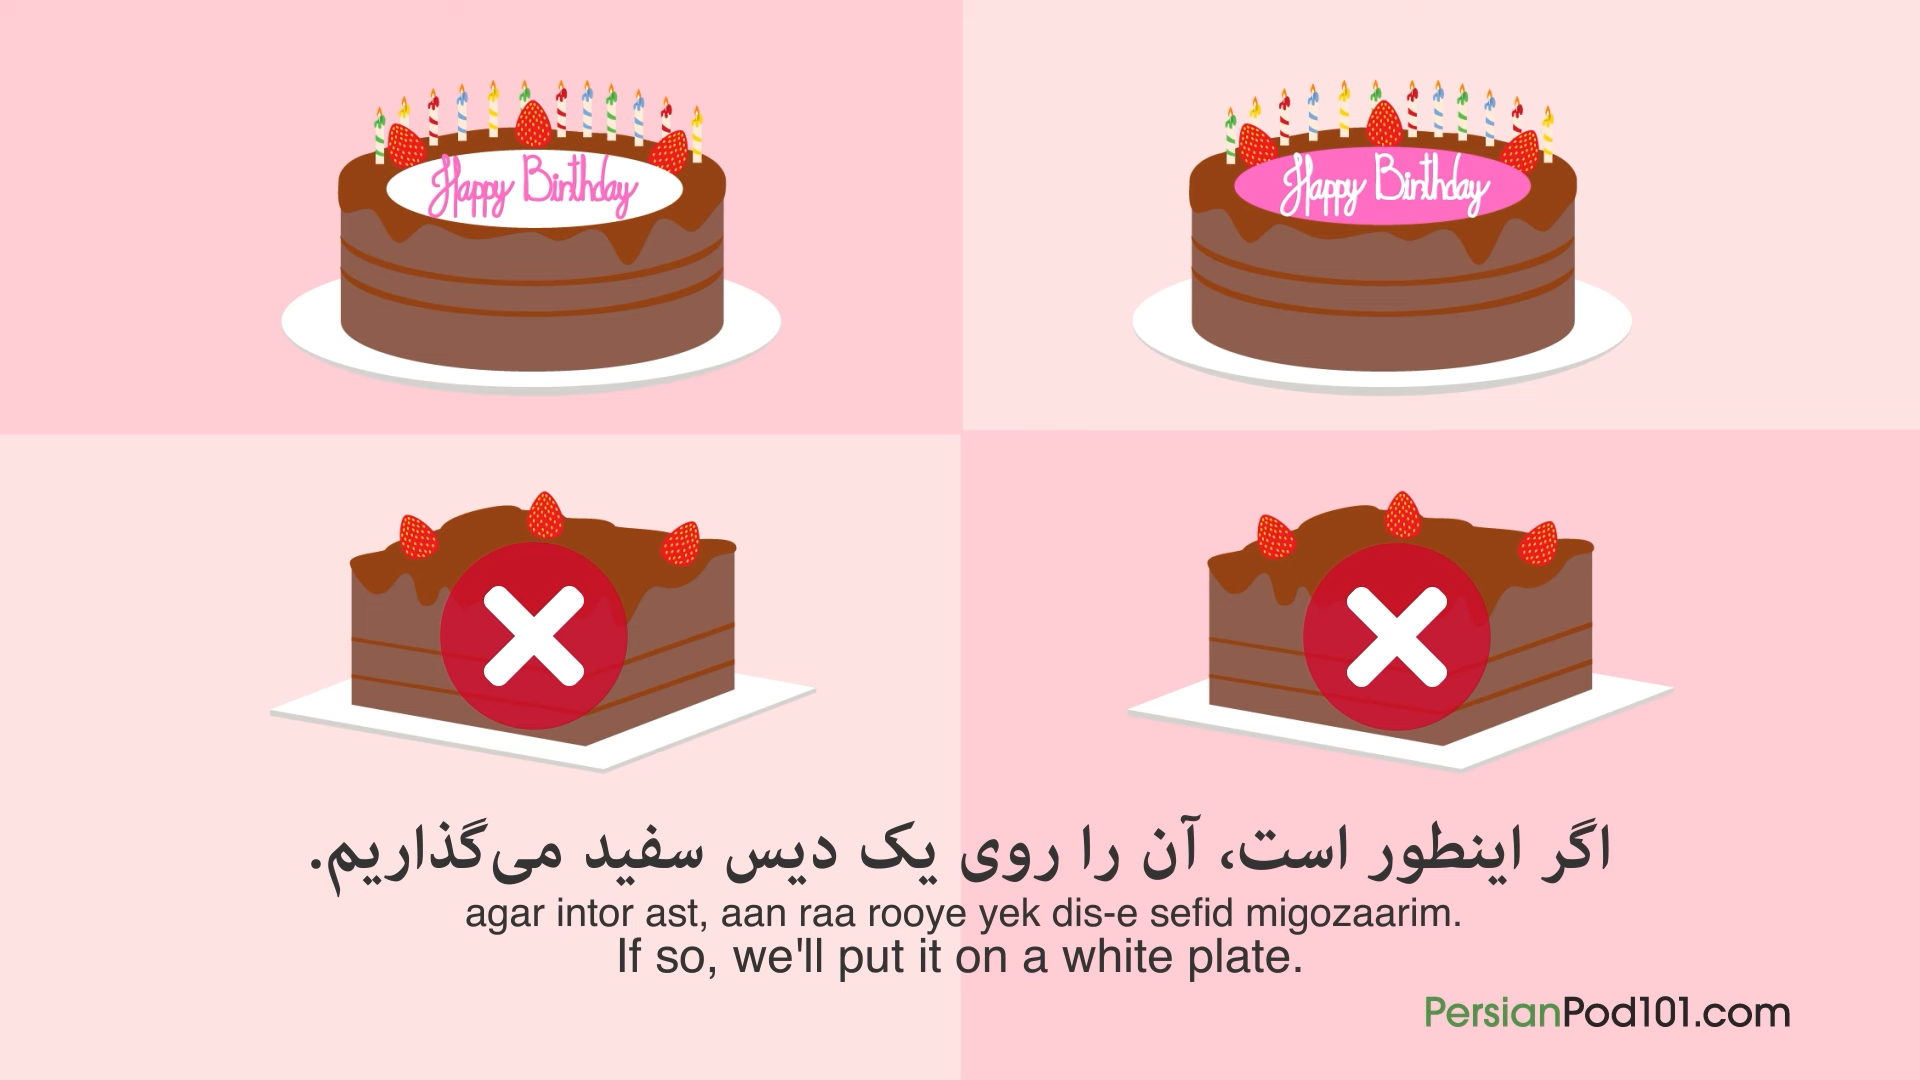 Happy Birthday
Happy Birthday
اگر اینطور است، آن را روی یک دیس سفید می‌گذاریم.
agar intor ast, aan raa rooye yek dis-e sefid migozaarim.
If so, we'll put it on a white plate.
PersianPod101.com